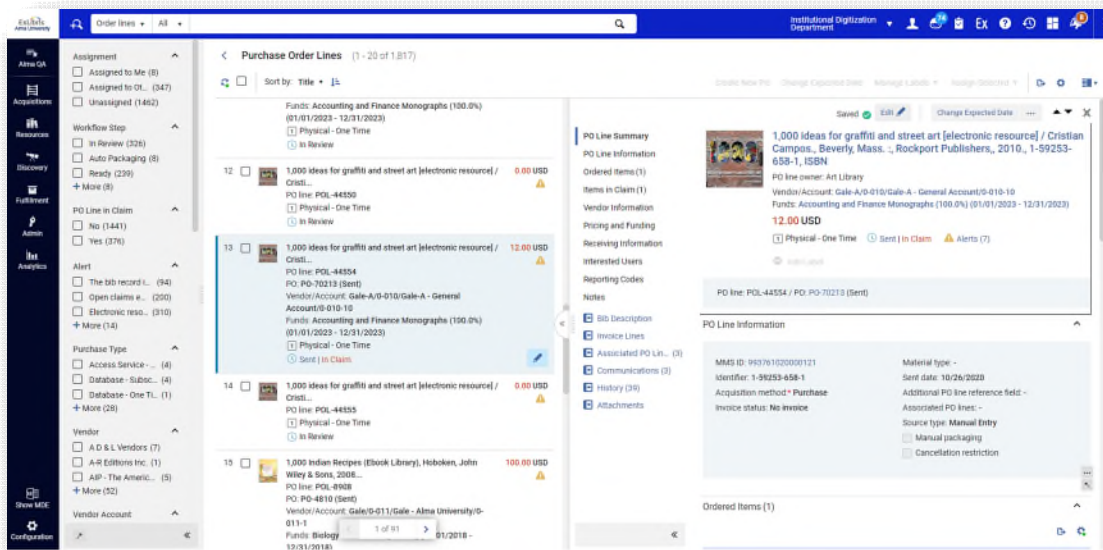 ExLibris
Alma University
Order lines
All
Institutional Digitization
Department
Alma QA
Acquisitions
Resources
Discovery
Fulfillment
Admin
Analytics
Show MDE
Configuration
Assignment
Assigned to Me (8)
Assigned to Ot... (347)
Unassigned (1462)
Workflow Step
In Review (326)
Auto Packaging (8)
Ready (239)
+ More (8)
PO Line in Claim
No (1441)
Yes (376)
Alert
The bib record i... (94)
Open claims e... (200)
Electronic reso... (310)
+ More (14)
Purchase Type
Access Service - ... (4)
Database - Subsc... (4)
Database - One Ti... (1)
+ More (28)
Vendor
A D & L Vendors (7)
A-R Editions Inc. (1)
AIP - The Americ... (5)
+ More (52)
Vendor Account
Purchase Order Lines (1 - 20 of 1,817)
Sort by: Title
Create New PO
Change Expected Date
Manage Labels
Assign Selected
Funds: Accounting and Finance Monographs (100.0%)
(01/01/2023 - 12/31/2023)
Physical - One Time
In Review
12
1,000 ideas for graffiti and street art [electronic resource] /
Cristi...
0.00 USD
PO line: POL-44550
Physical - One Time
In Review
13
1,000 ideas for graffiti and street art [electronic resource] /
Cristi...
12.00 USD
PO line: POL-44554
PO: PO-70213 (Sent)
Vendor/Account: Gale-A/0-010/Gale-A - General
Account/0-010-10
Funds: Accounting and Finance Monographs (100.0%)
(01/01/2023 - 12/31/2023)
Physical - One Time
Sent | In Claim
14
1,000 ideas for graffiti and street art [electronic resource] /
Cristi...
0.00 USD
PO line: POL-44555
Physical - One Time
In Review
15
1,000 Indian Recipes (Ebook Library), Hoboken, John
Wiley & Sons, 2008...
100.00 USD
PO line: POL-8908
PO: PO-4810 (Sent)
Vendor/Account: Gale/0-011/Gale - Alma University/0-
011-1
Funds: Biology
01/2018 -
12/31/2018)
1 of 91
PO Line Summary
PO Line Information
Ordered Items (1)
Items in Claim (1)
Vendor Information
Pricing and Funding
Receiving Information
Interested Users
Reporting Codes
Notes
Bib Description
Invoice Lines
Associated PO Lin... (3)
Communications (3)
History (39)
Attachments
Saved
Edit
Change Expected Date
1,000 ideas for graffiti and street art [electronic resource] / Cristian
Campos., Beverly, Mass. :, Rockport Publishers,, 2010., 1-59253-
658-1, ISBN
PO line owner: Art Library
Vendor/Account: Gale-A/0-010/Gale-A - General Account/0-010-10
Funds: Accounting and Finance Monographs (100.0%) (01/01/2023 - 12/31/2023)
12.00 USD
Physical - One Time
Sent | In Claim
Alerts (7)
Add Label
PO line: POL-44554 / PO: PO-70213 (Sent)
PO Line Information
MMS ID: 993761020000121
Identifier: 1-59253-658-1
Acquisition method:* Purchase
Invoice status: No invoice
Material type: -
Sent date: 10/26/2020
Additional PO line reference field: -
Associated PO lines: -
Source type: Manual Entry
Manual packaging
Cancellation restriction
Ordered Items (1)